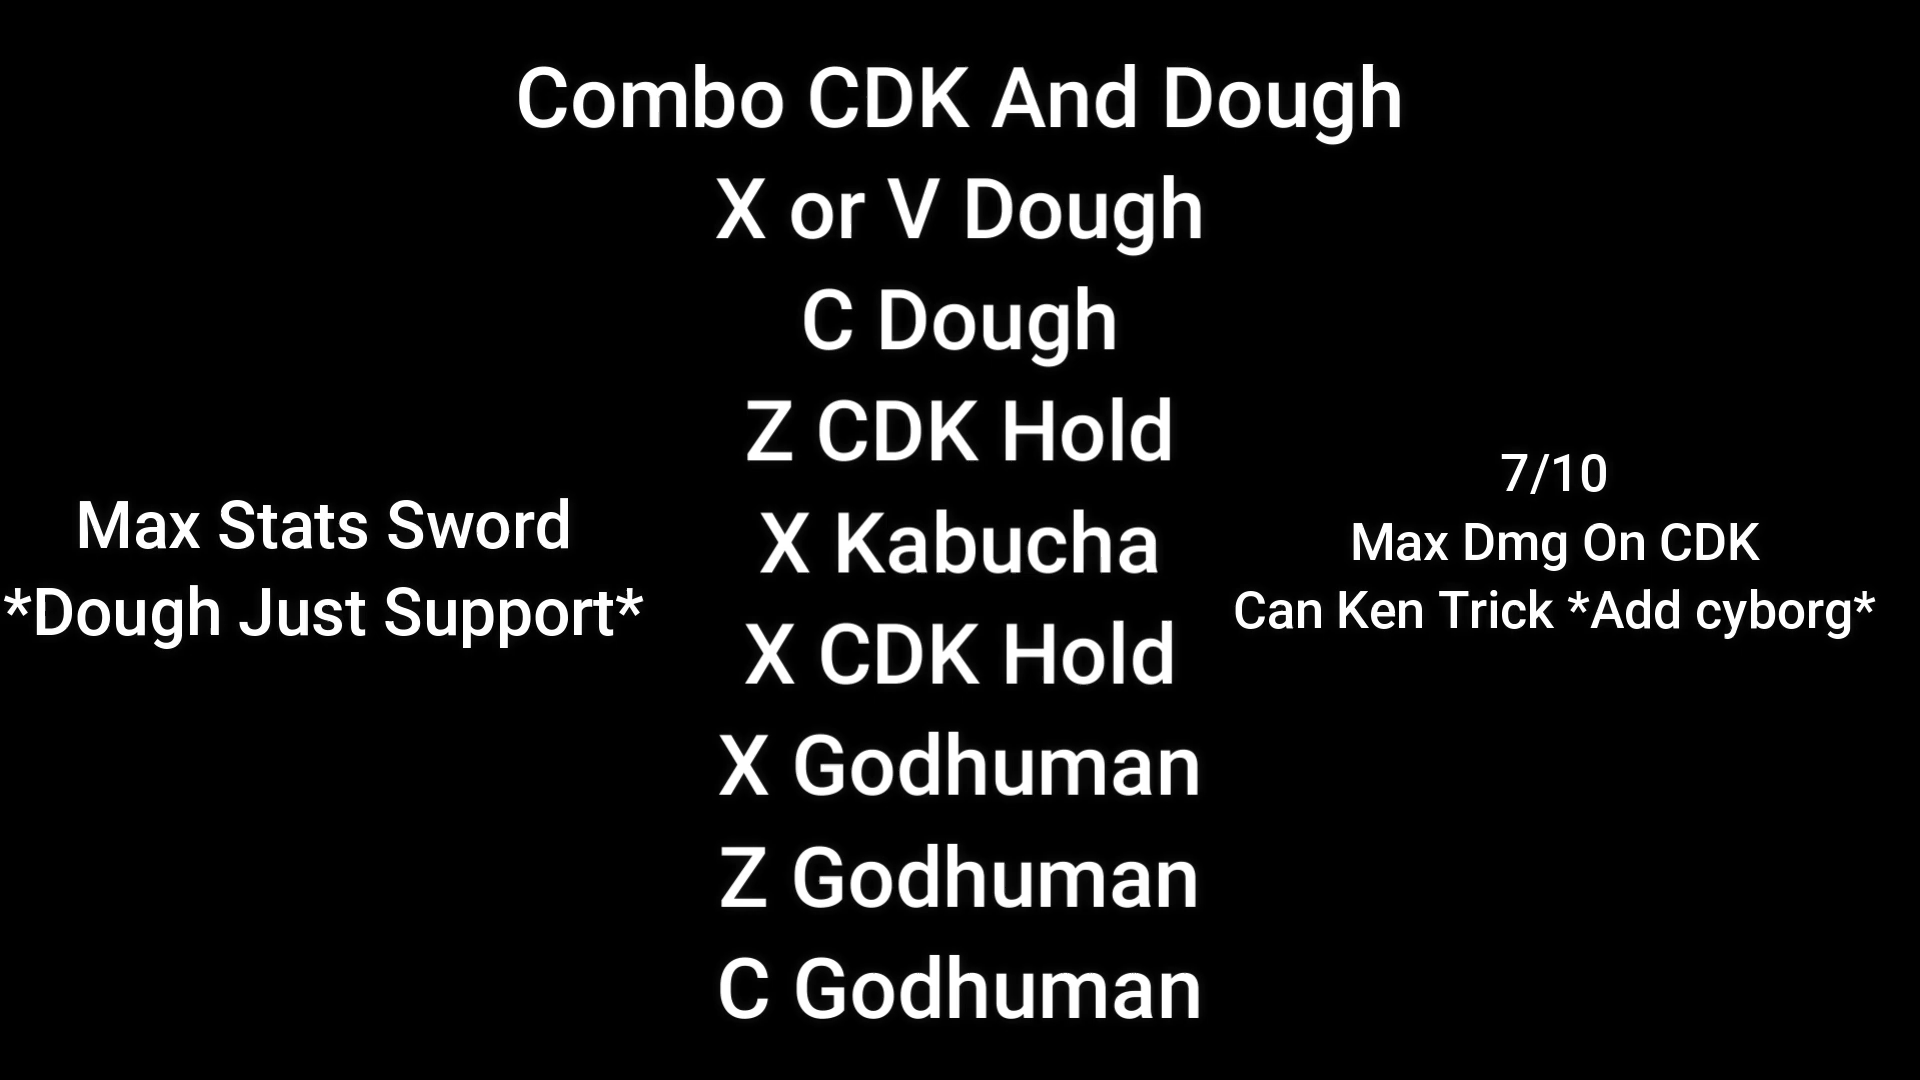 Combo CDK And Dough
X or V Dough
C Dough
Z CDK Hold
X Kabucha
X CDK Hold
X Godhuman
Z Godhuman
C Godhuman
Max Stats Sword
*Dough Just Support*
7/10
Max Dmg On CDK
Can Ken Trick *Add cyborg*